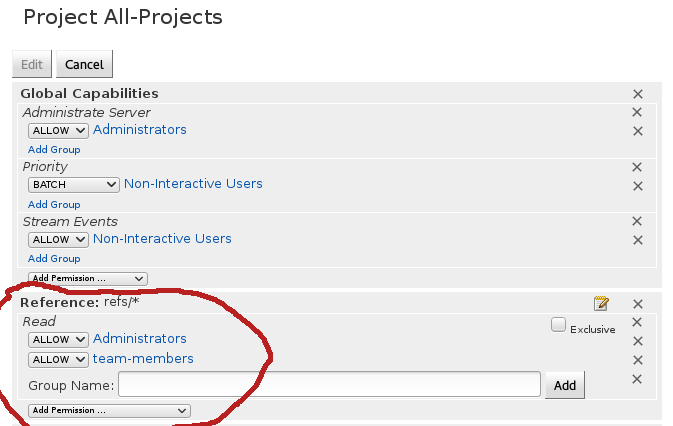 Project All-Projects
Edit Cancel
Global Capabilities
Administrate Server
ALLOW Administrators
Add Group
Priority
BATCH Non-Interactive Users
Add Group
Stream Events
ALLOW Non-Interactive Users
Add Group
Add Permission ...
Reference: refs/*
Read Exclusive
ALLOW Administrators
ALLOW team-members
Group Name: Add
Add Permission ...